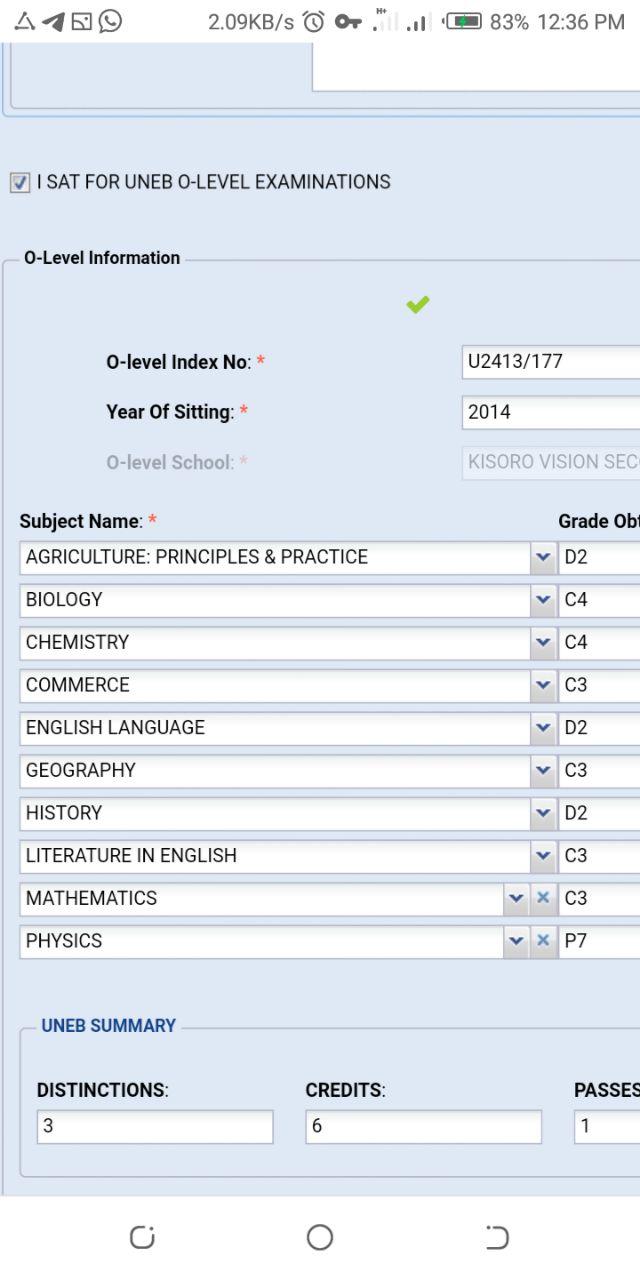 2.09KB/s H+ 83% 12:36 PM
I SAT FOR UNEB O-LEVEL EXAMINATIONS
O-Level Information
O-level Index No: * U2413/177
Year Of Sitting: * 2014
O-level School: * KISORO VISION SEC
Subject Name: * Grade Obt
AGRICULTURE: PRINCIPLES & PRACTICE D2
BIOLOGY C4
CHEMISTRY C4
COMMERCE C3
ENGLISH LANGUAGE D2
GEOGRAPHY C3
HISTORY D2
LITERATURE IN ENGLISH C3
MATHEMATICS C3
PHYSICS P7
UNEB SUMMARY
DISTINCTIONS: CREDITS: PASSES
3 6 1